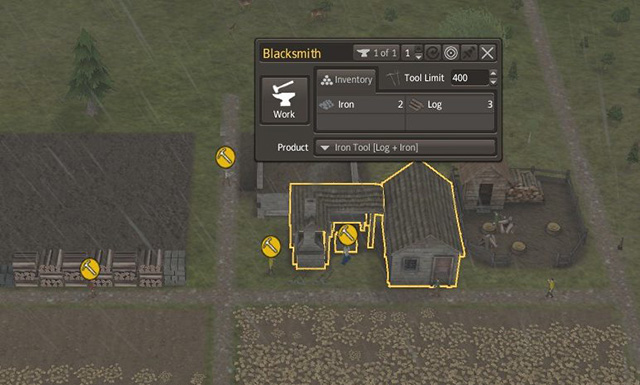 Blacksmith 1 of 1 1
Inventory Tool Limit 400
Iron 2 Log 3
Work
Product Iron Tool [Log + Iron]